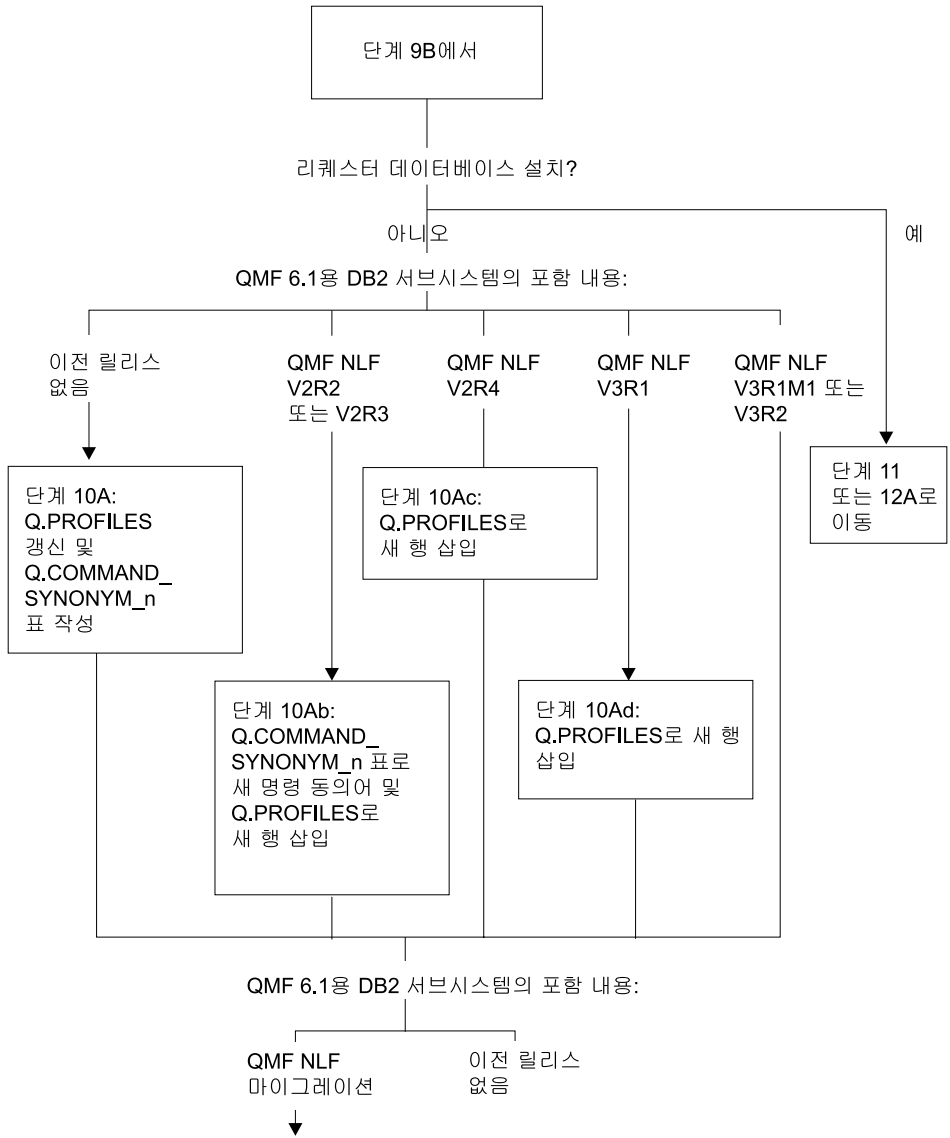 단계 9B에서
리퀘스터 데이터베이스 설치?
아니오
예
QMF 6.1용 DB2 서브시스템의 포함 내용:
이전 릴리스
없음
QMF NLF
V2R2
또는 V2R3
QMF NLF
V2R4
QMF NLF
V3R1
QMF NLF
V3R1M1 또는
V3R2
단계 10A:
Q.PROFILES
갱신 및
Q.COMMAND_
SYNONYM_n
표 작성
단계 10Ac:
Q.PROFILES로
새 행 삽입
단계 11
또는 12A로
이동
단계 10Ab:
Q.COMMAND_
SYNONYM_n 표로
새 명령 동의어 및
Q.PROFILES로
새 행 삽입
단계 10Ad:
Q.PROFILES로 새 행
삽입
QMF 6.1용 DB2 서브시스템의 포함 내용:
QMF NLF
마이그레이션
이전 릴리스
없음